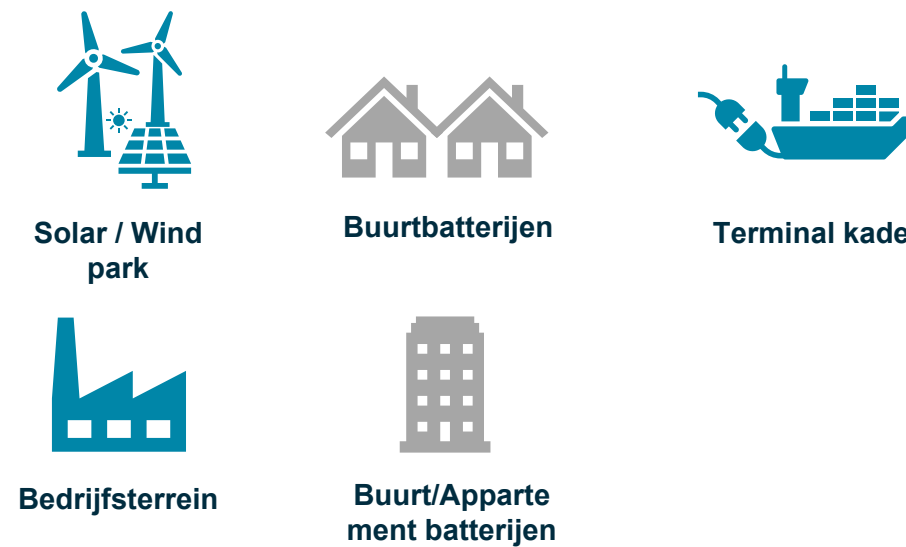 Solar / Wind
park
Buurtbatterijen
Terminal kade
Bedrijfsterrein
Buurt/Apparte
ment batterijen